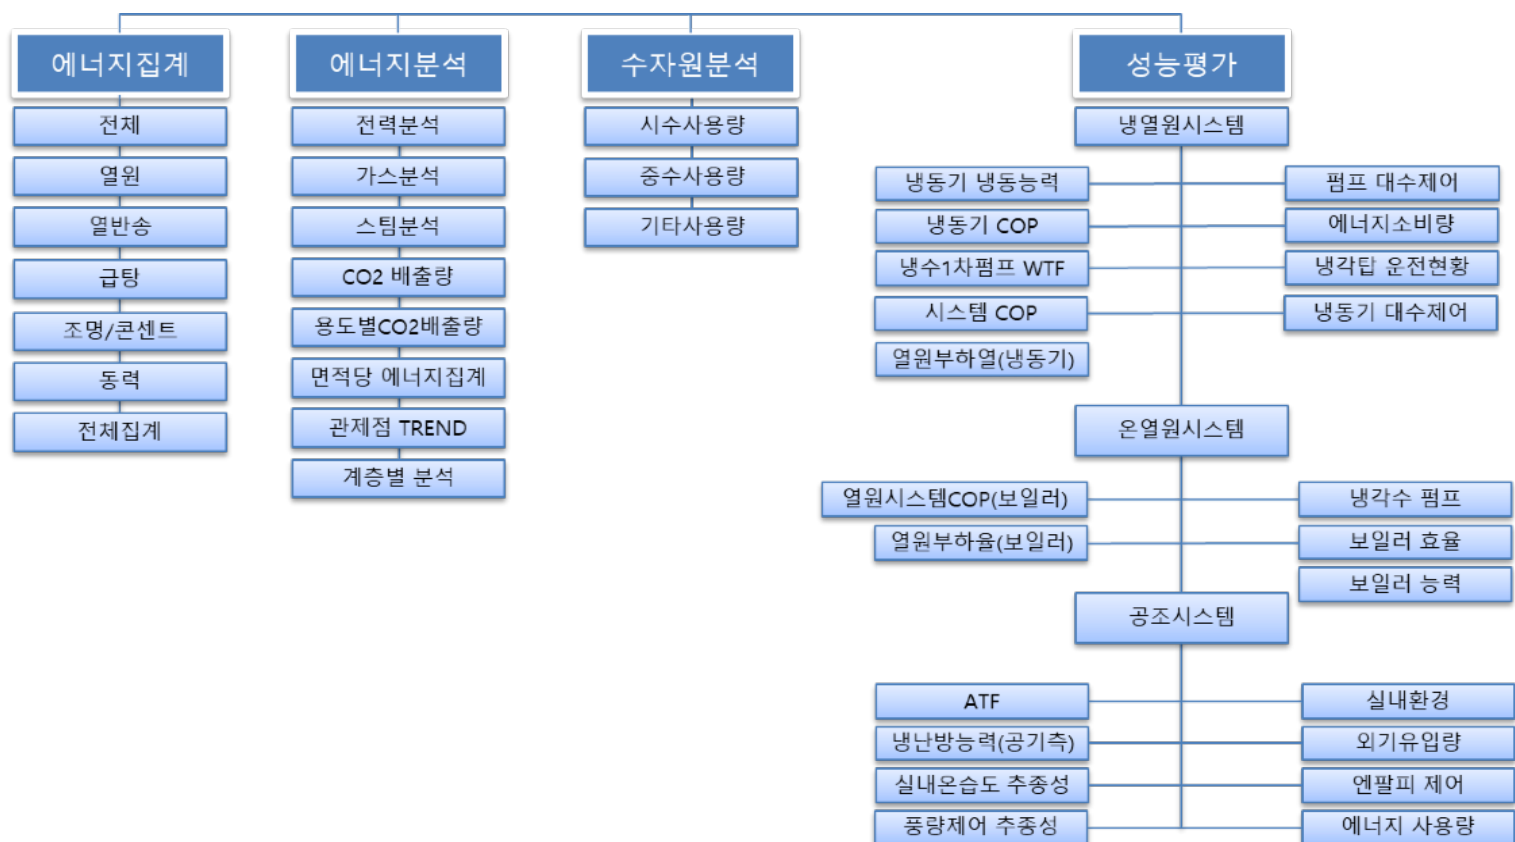 에너지집계
전체
열원
열반송
급탕
조명/콘센트
동력
전체집계
에너지분석
전력분석
가스분석
스팀분석
CO2 배출량
용도별CO2배출량
면적당 에너지집계
관제점 TREND
계층별 분석
수자원분석
시수사용량
중수사용량
기타사용량
성능평가
냉열원시스템
냉동기 냉동능력
펌프 대수제어
냉동기 COP
에너지소비량
냉수1차펌프 WTF
냉각탑 운전현황
시스템 COP
냉동기 대수제어
열원부하열(냉동기)
온열원시스템
열원시스템COP(보일러)
냉각수 펌프
열원부하율(보일러)
보일러 효율
보일러 능력
공조시스템
ATF
실내환경
냉난방능력(공기측)
외기유입량
실내온습도 추종성
엔팔피 제어
풍량제어 추종성
에너지 사용량